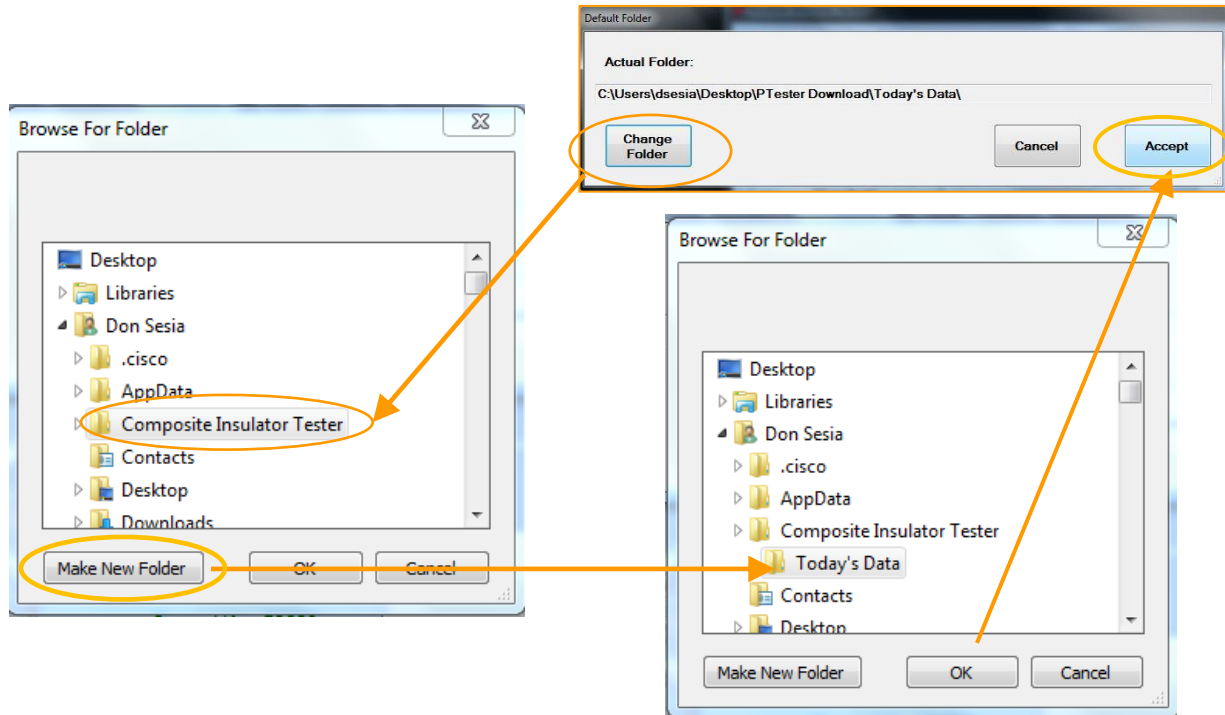 Default Folder
Actual Folder:
C:\Users\dsesia\Desktop\PTester Download\Today's Data\
Change
Folder
Cancel
Accept
Browse For Folder
Desktop
Libraries
Don Sesia
.cisco
AppData
Composite Insulator Tester
Contacts
Desktop
Downloads
Make New Folder
OK
Cancel
Browse For Folder
Desktop
Libraries
Don Sesia
.cisco
AppData
Composite Insulator Tester
Today's Data
Contacts
Desktop
Make New Folder
OK
Cancel